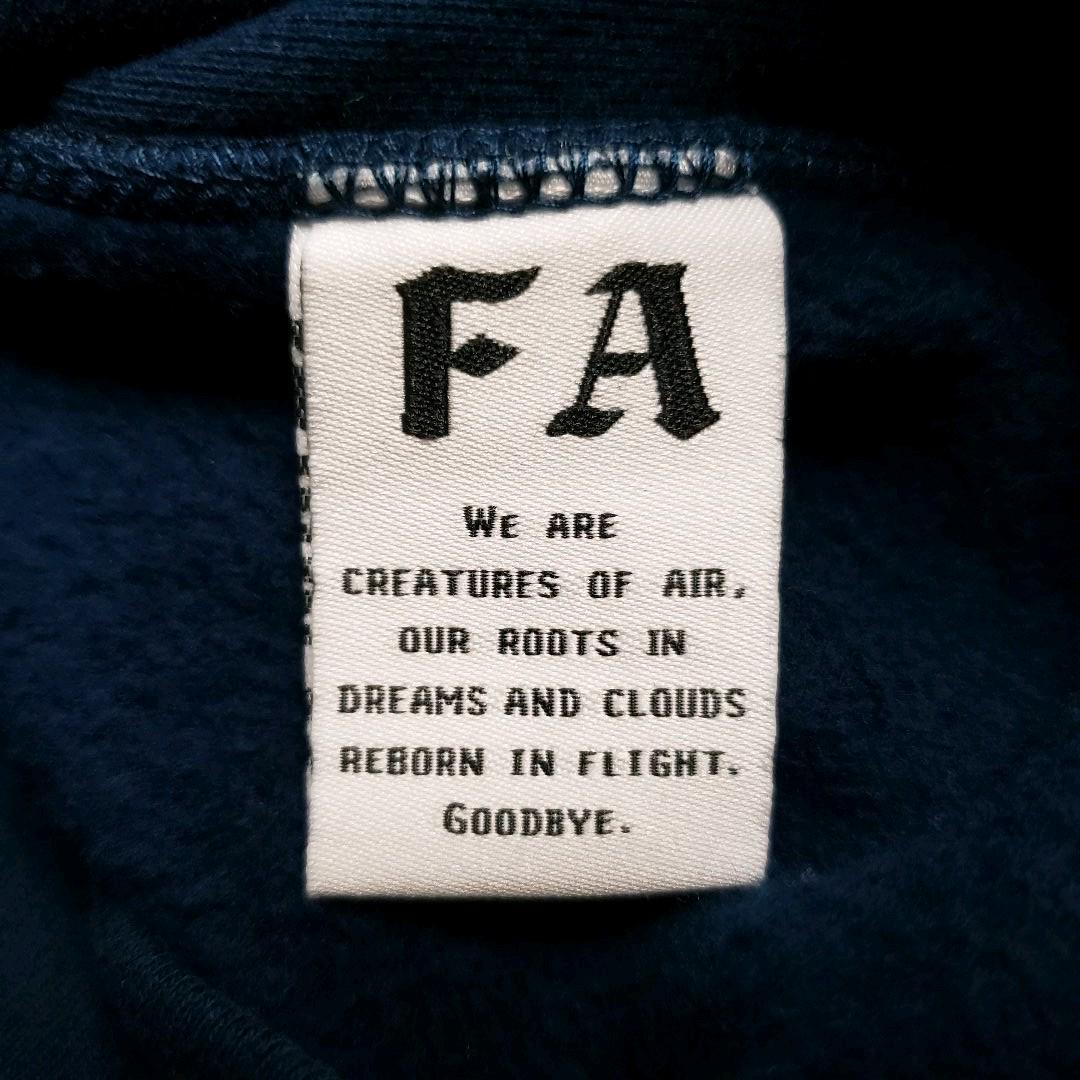 FA
WE ARE
CREATURES OF AIR,
OUR ROOTS IN
DREAMS AND CLOUDS
REBORN IN FLIGHT.
GOODBYE.